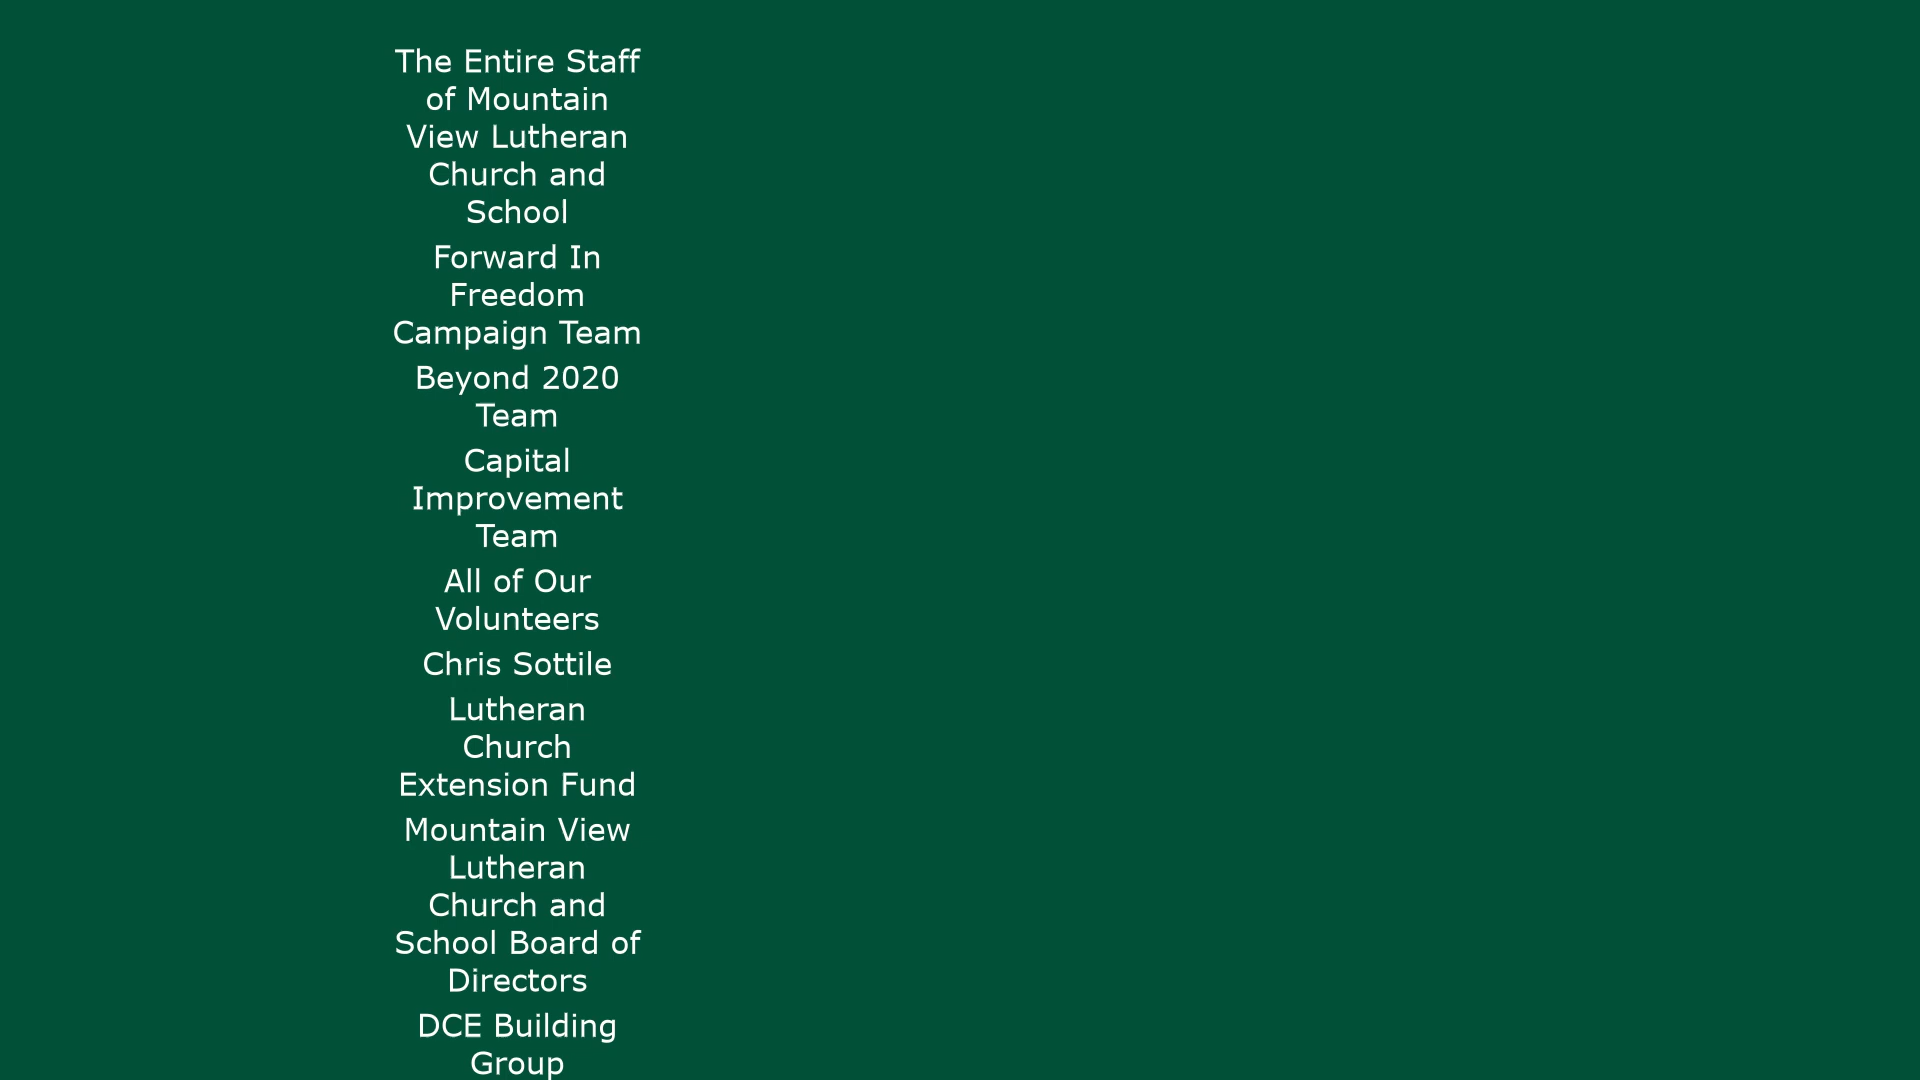 The Entire Staff
of Mountain
View Lutheran
Church and
School
Forward In
Freedom
Campaign Team
Beyond 2020
Team
Capital
Improvement
Team
All of Our
Volunteers
Chris Sottile
Lutheran
Church
Extension Fund
Mountain View
Lutheran
Church and
School Board of
Directors
DCE Building
Group